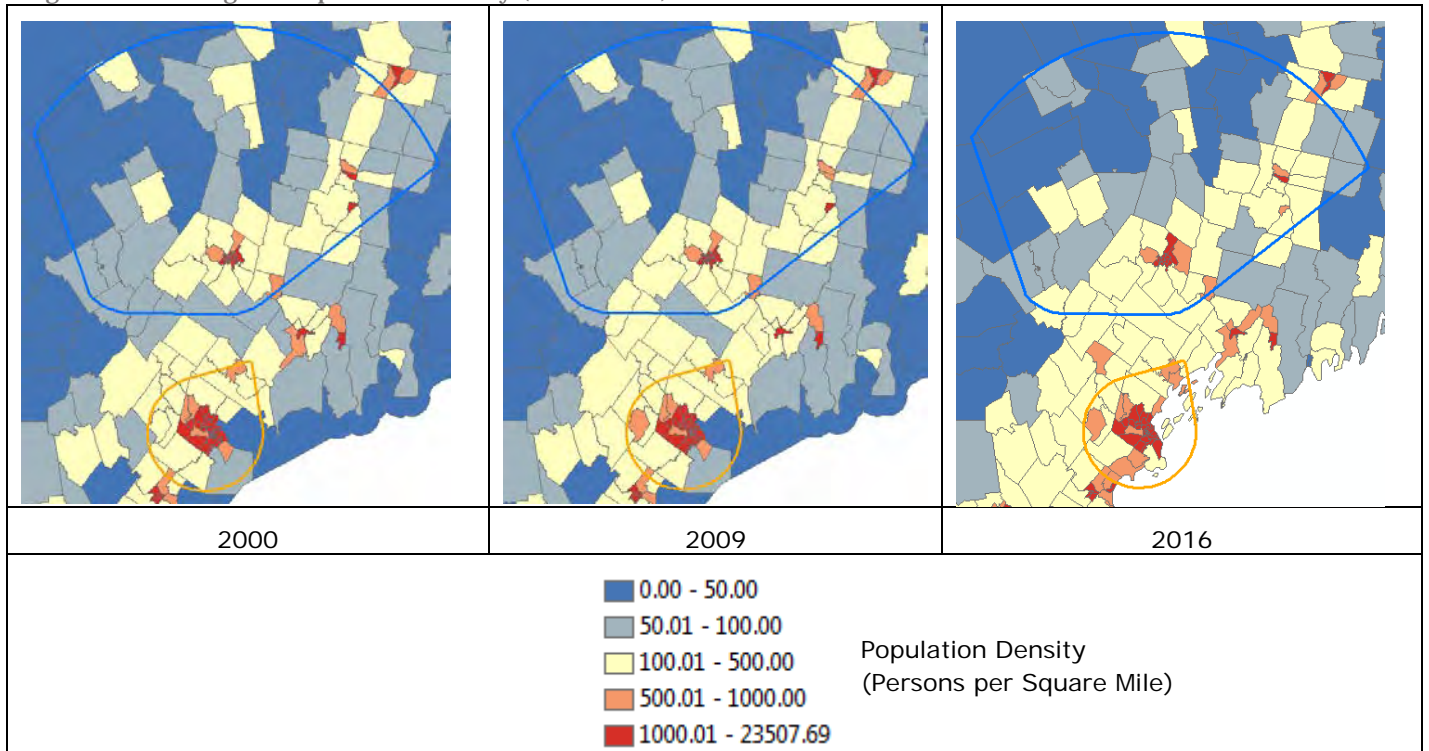 2000
2009
2016
0.00 - 50.00
50.01 - 100.00
100.01 - 500.00
500.01 - 1000.00
1000.01 - 23507.69
Population Density
(Persons per Square Mile)